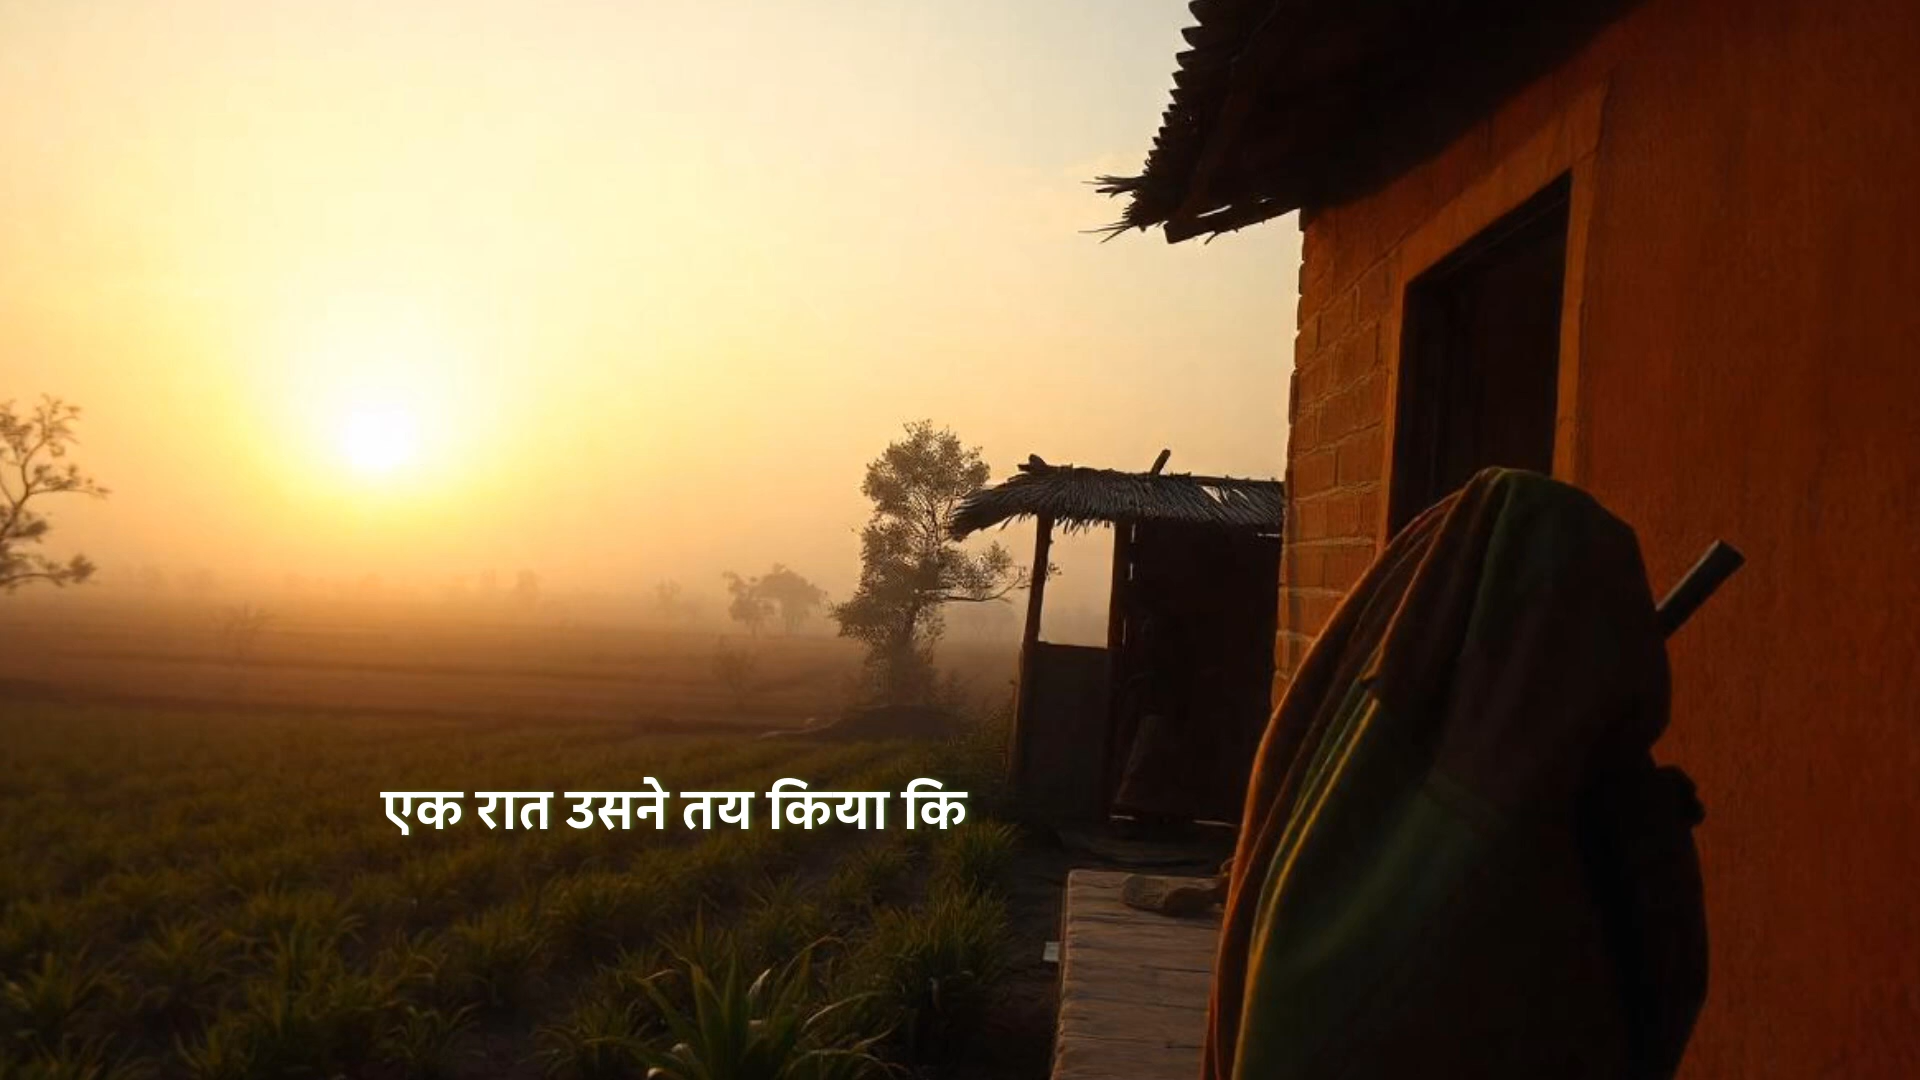 एक रात उसने तय किया कि